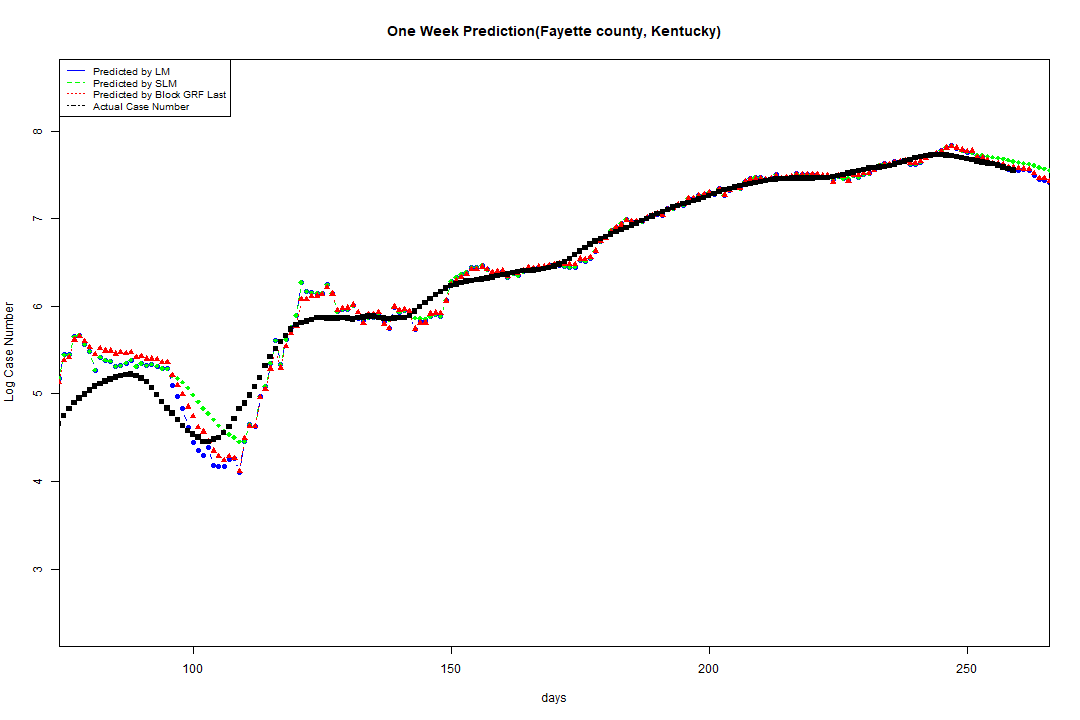 One Week Prediction(Fayette county, Kentucky)
Predicted by LM
Predicted by SLM
Predicted by Block GRF Last
Actual Case Number
Log Case Number
8
7
6
5
4
3
100 150 200 250
days